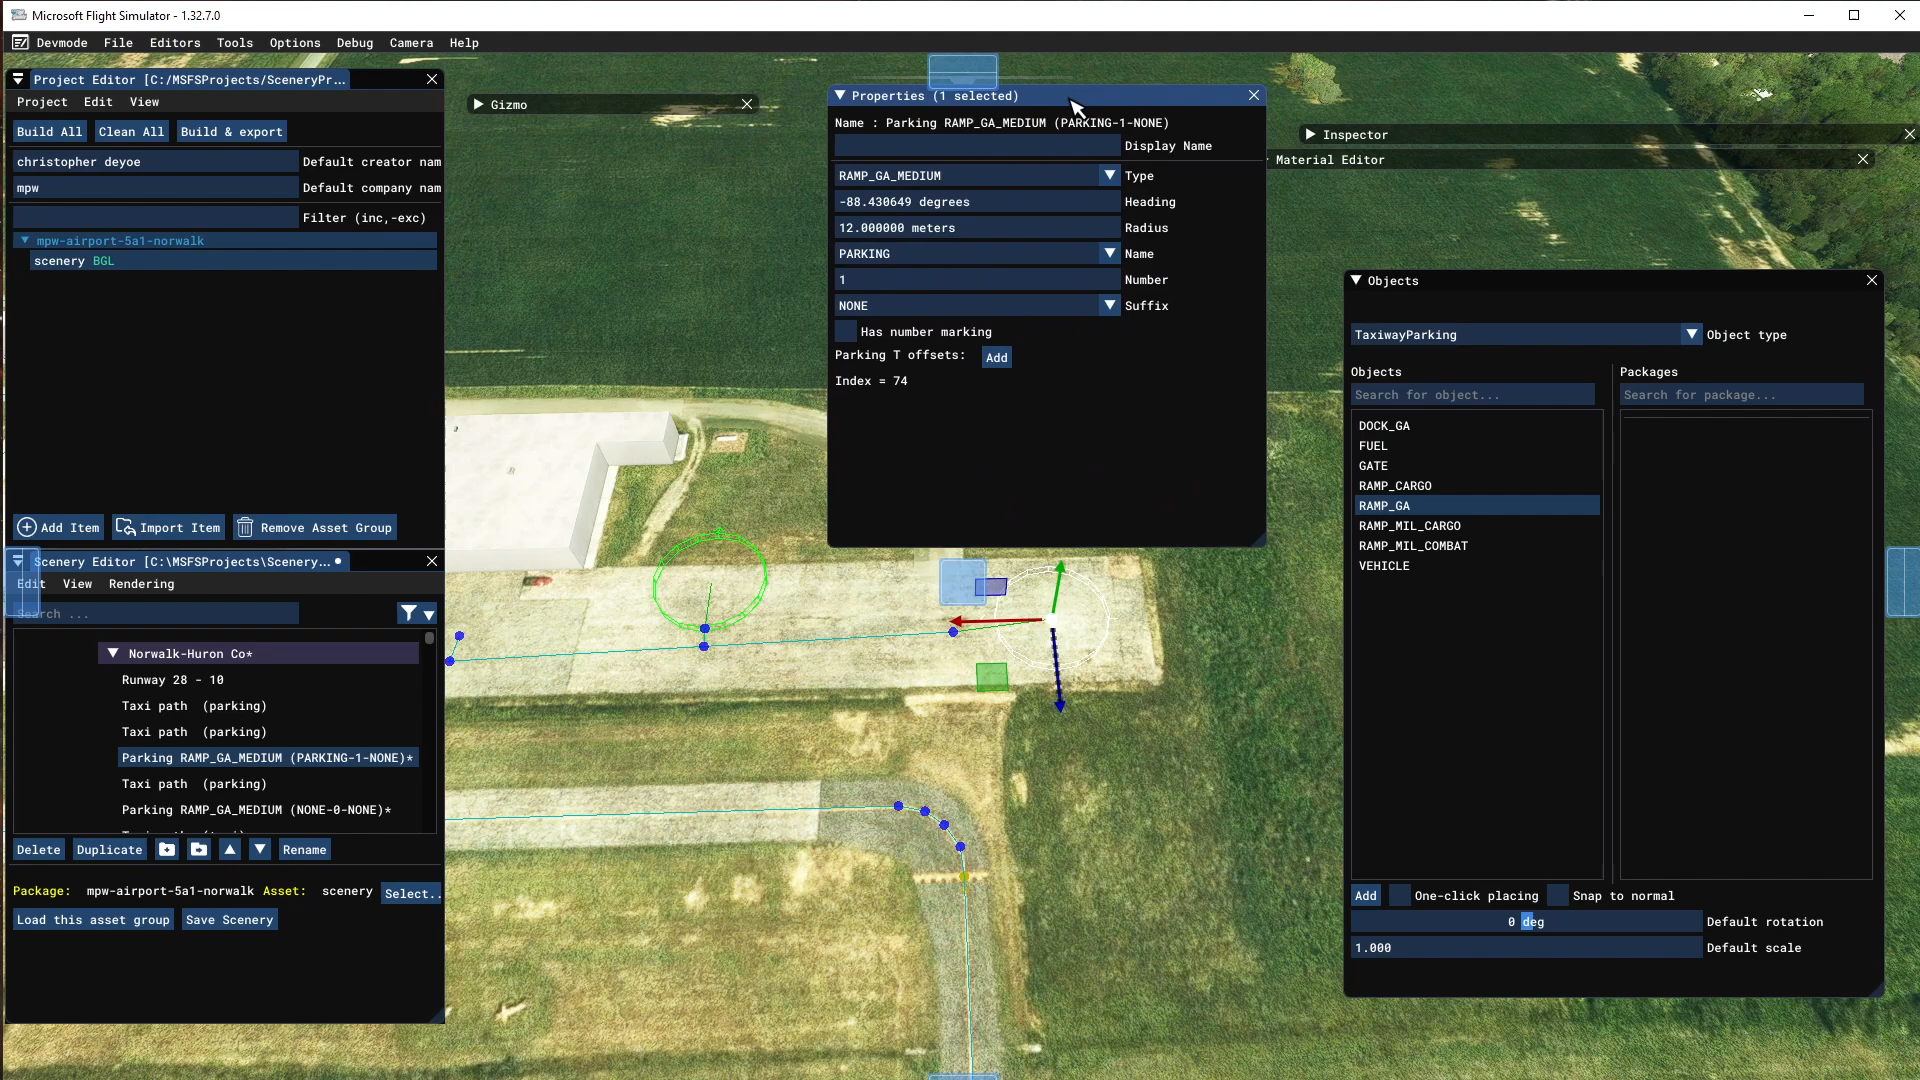 Microsoft Flight Simulator - 1.32.7.0
Devmode File Editors Tools Options Debug Camera Help
Project Editor [C:/MSFSProjects/SceneryPr...
Project Edit View
Build All Clean All Build & export
christopher deyoe Default creator nam
mpw Default company nam
Filter (inc,-exc)
mpw-airport-5a1-norwalk
scenery BGL
Add Item Import Item Remove Asset Group
Scenery Editor [C:\MSFSProjects\Scenery...
Edit View Rendering
Search ...
Norwalk-Huron Co*
Runway 28 - 10
Taxi path (parking)
Taxi path (parking)
Parking RAMP_GA_MEDIUM (PARKING-1-NONE)*
Taxi path (parking)
Parking RAMP_GA_MEDIUM (NONE-0-NONE)*
Delete Duplicate Rename
Package: mpw-airport-5a1-norwalk Asset: scenery Select..
Load this asset group Save Scenery
Gizmo
Properties (1 selected)
Name : Parking RAMP_GA_MEDIUM (PARKING-1-NONE)
Display Name
RAMP_GA_MEDIUM Type
-88.430649 degrees Heading
12.000000 meters Radius
PARKING Name
1 Number
NONE Suffix
Has number marking
Parking T offsets: Add
Index = 74
Inspector
Material Editor
Objects
TaxiwayParking Object type
Objects Packages
Search for object... Search for package...
DOCK_GA
FUEL
GATE
RAMP_CARGO
RAMP_GA
RAMP_MIL_CARGO
RAMP_MIL_COMBAT
VEHICLE
Add One-click placing Snap to normal
0 deg Default rotation
1.000 Default scale